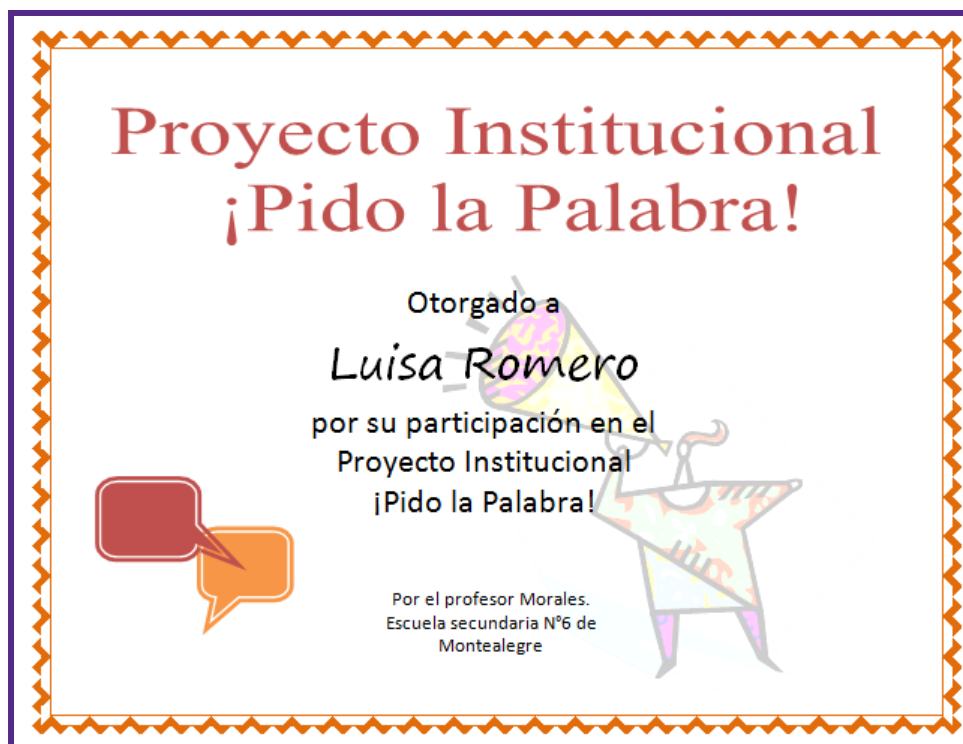 Proyecto Institucional
¡Pido la Palabra!
Otorgado a
Luisa Romero
por su participación en el
Proyecto Institucional
¡Pido la Palabra!
Por el profesor Morales.
Escuela secundaria N°6 de
Montealegre